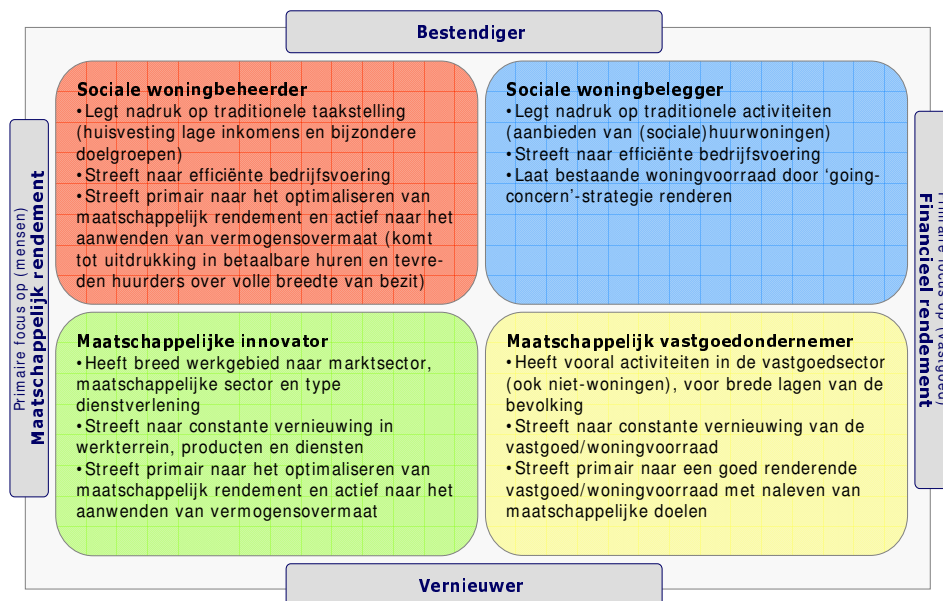 Bestendiger
Primaire focus op (mensen)
Maatschappelijk rendement
Sociale woningbeheerder
•Legt nadruk op traditionele taakstelling
(huisvesting lage inkomens en bijzondere
doelgroepen)
•Streeft naar efficiënte bedrijfsvoering
•Streeft primair naar het optimaliseren van
maatschappelijk rendement en actief naar het
aanwenden van vermogensovermaat (komt
tot uitdrukking in betaalbare huren en tevre-
den huurders over volle breedte van bezit)
Sociale woningbelegger
•Legt nadruk op traditionele activiteiten
(aanbieden van (sociale)huurwoningen)
•Streeft naar efficiënte bedrijfsvoering
•Laat bestaande woningvoorraad door ‘going-
concern’-strategie renderen
Primaire focus op (vastgoed)
Financieel rendement
Maatschappelijke innovator
•Heeft breed werkgebied naar marktsector,
maatschappelijke sector en type
dienstverlening
•Streeft naar constante vernieuwing in
werkterrein, producten en diensten
•Streeft primair naar het optimaliseren van
maatschappelijk rendement en actief naar het
aanwenden van vermogensovermaat
Maatschappelijk vastgoedondernemer
•Heeft vooral activiteiten in de vastgoedsector
(ook niet-woningen), voor brede lagen van de
bevolking
•Streeft naar constante vernieuwing van de
vastgoed/woningvoorraad
•Streeft primair naar een goed renderende
vastgoed/woningvoorraad met naleven van
maatschappelijke doelen
Vernieuwer